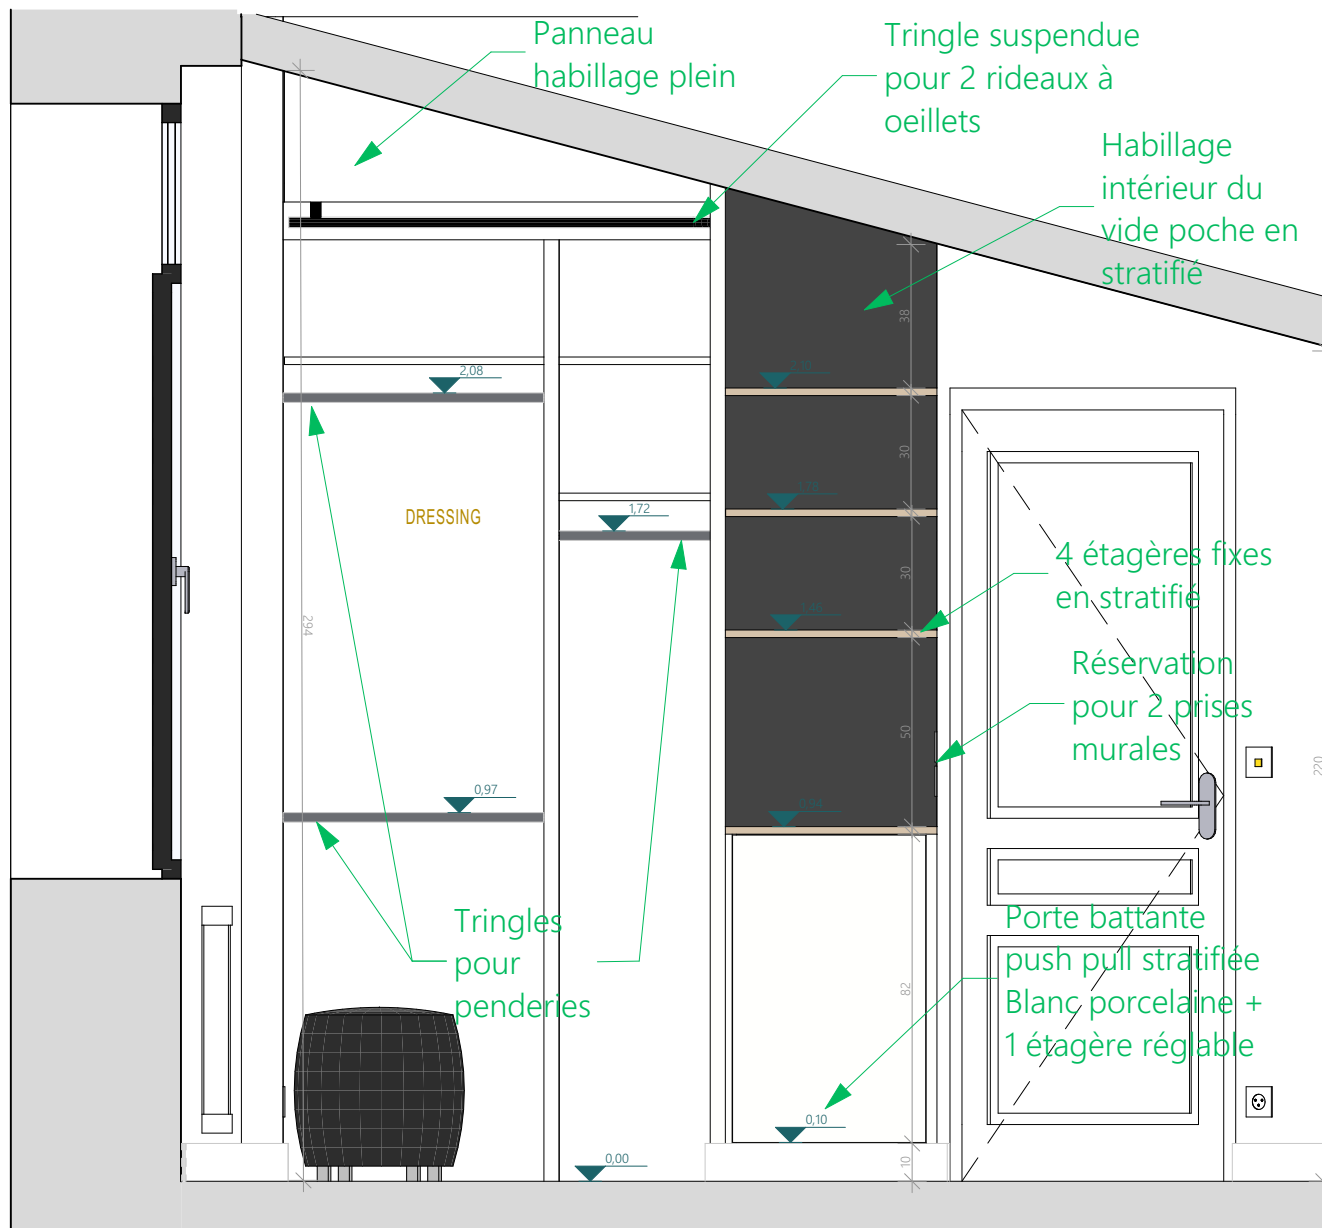 Panneau
habillage plein
Tringle suspendue
pour 2 rideaux à
oeillets
Habillage
intérieur du
vide poche en
stratifié
38
2,08
30
DRESSING
1,72
4 étagères fixes
en stratifié
30
294
Réservation
pour 2 prises
murales
50
220
0,97
0,94
Tringles
pour
penderies
Porte battante
push pull stratifiée
Blanc porcelaine +
1 étagère réglable
82
0,10
0,00
10